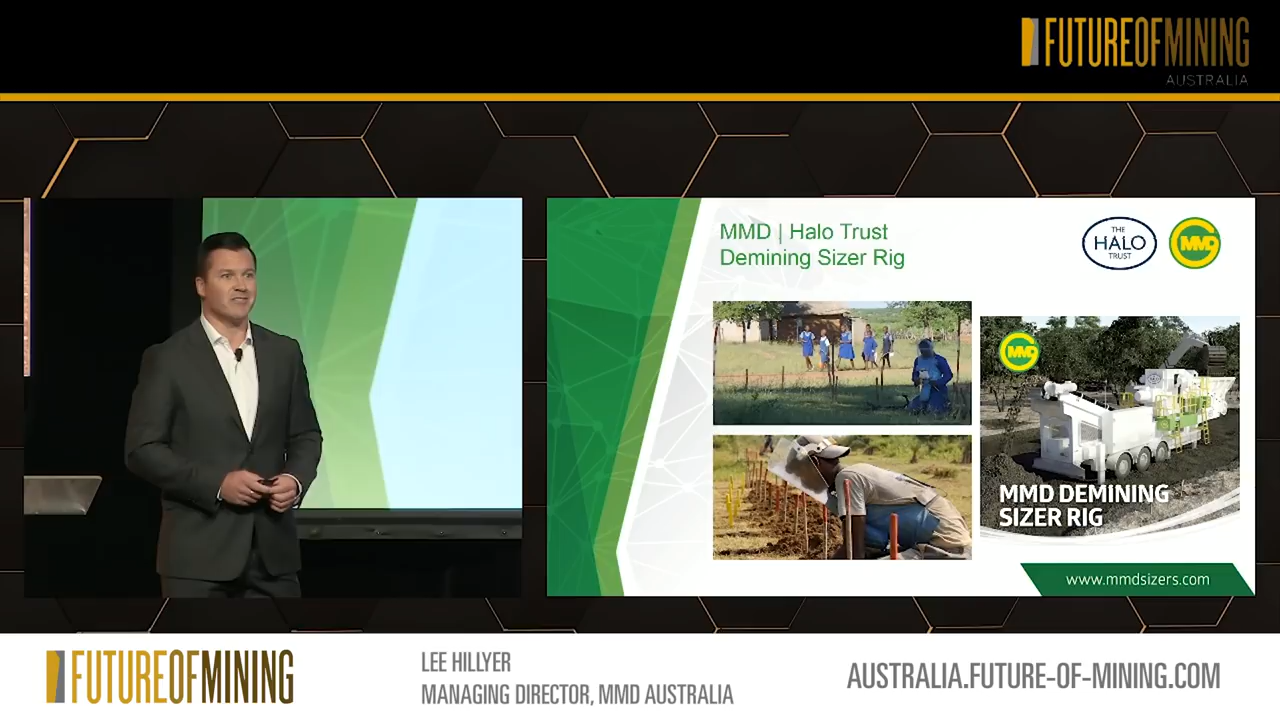 FUTUREOFMINING
AUSTRALIA
MMD | Halo Trust
Demining Sizer Rig
THE
HALO
TRUST
MMD
MMD
MMD DEMINING
SIZER RIG
www.mmdsizers.com
FUTUREOFMINING
LEE HILLYER
MANAGING DIRECTOR, MMD AUSTRALIA
AUSTRALIA.FUTURE-OF-MINING.COM